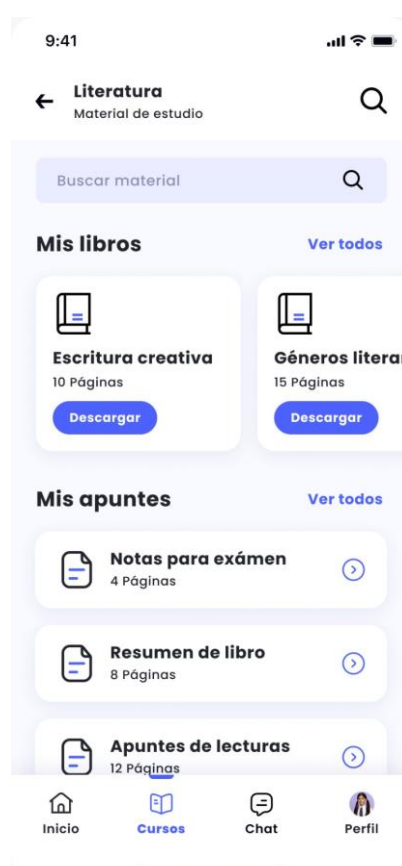 9:41
Literatura
Material de estudio
Buscar material
Mis libros
Ver todos
Escritura creativa
10 Páginas
Descargar
Géneros litera
15 Páginas
Descargar
Mis apuntes
Ver todos
Notas para exámen
4 Páginas
Resumen de libro
8 Páginas
Apuntes de lecturas
12 Páginas
Inicio
Cursos
Chat
Perfil